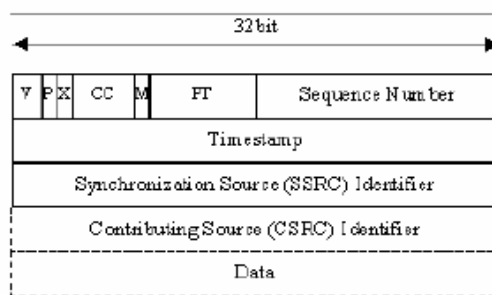 32bit
V P X CC M PT Sequence Number
Timestamp
Synchronization Source (SSRC) Identifier
Contributing Source (CSRC) Identifier
Data